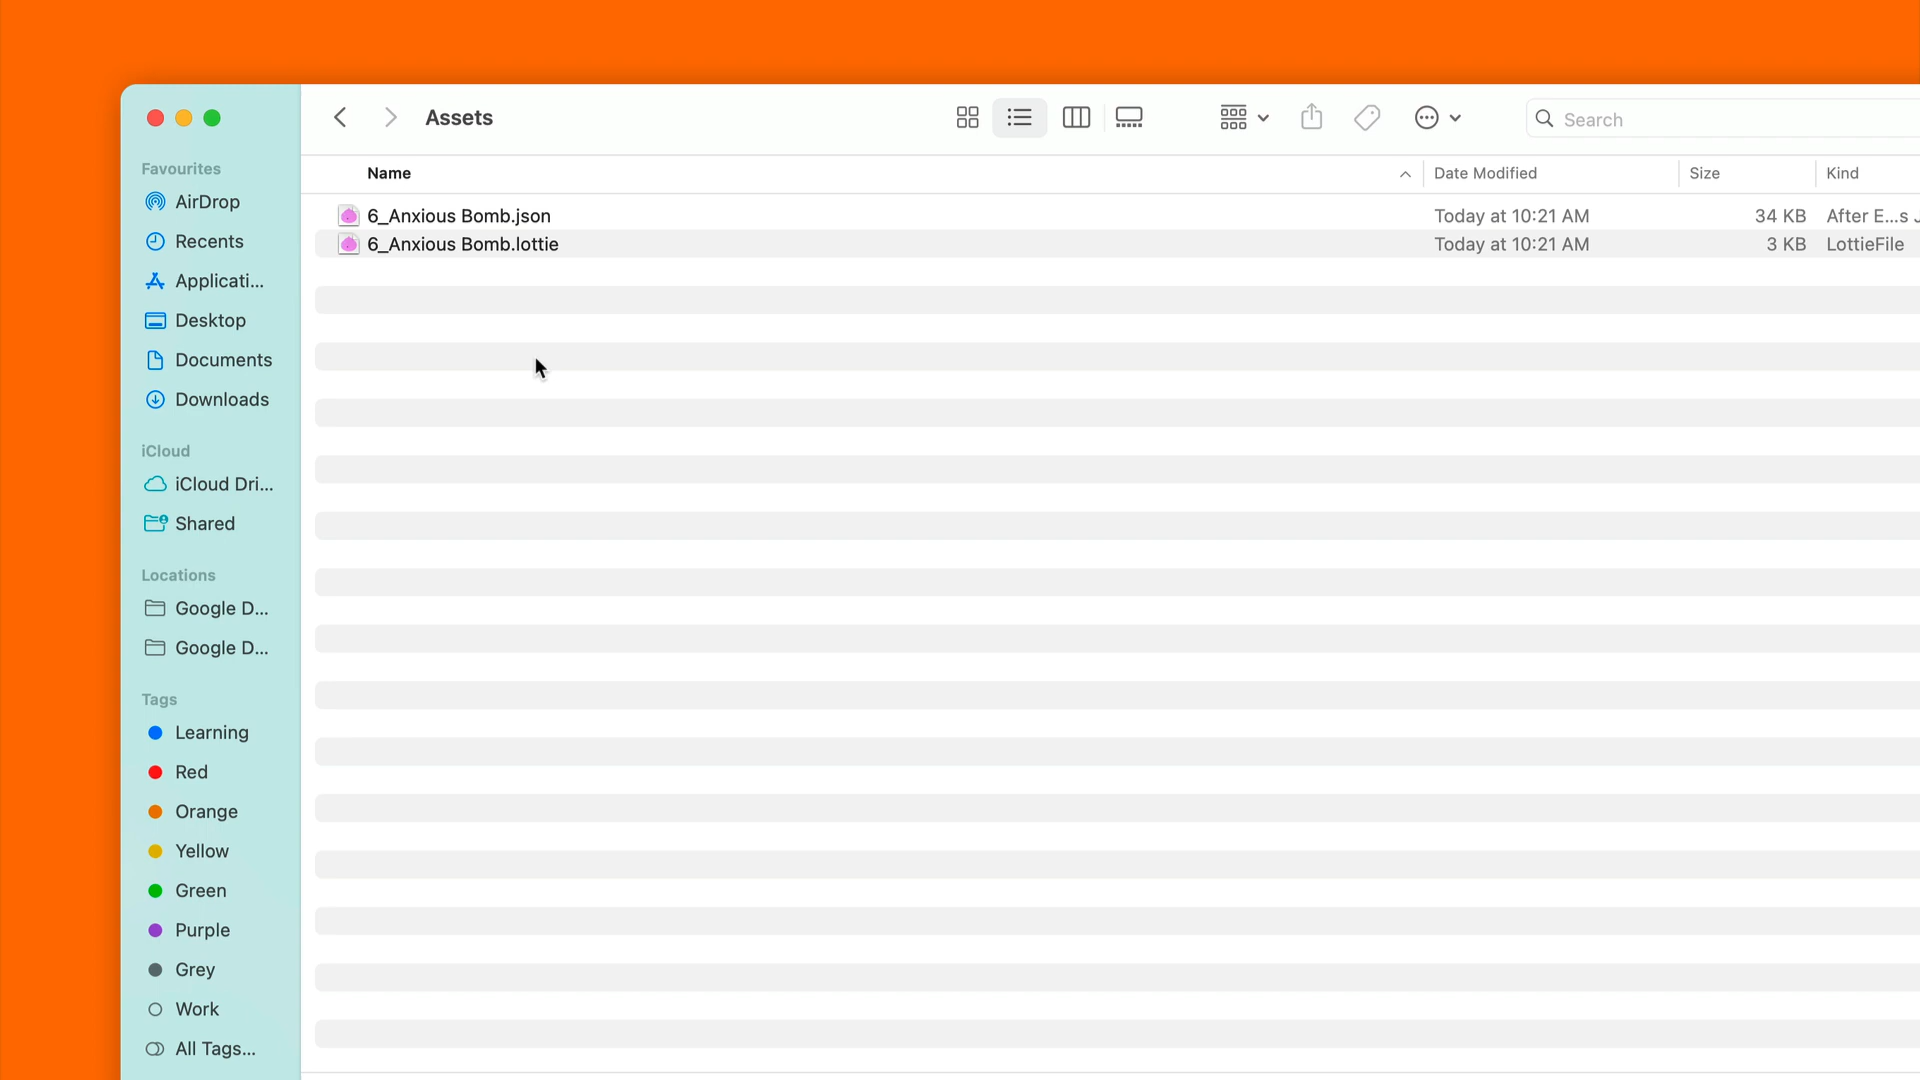 Assets
Search
Favourites
AirDrop
Recents
Applicati...
Desktop
Documents
Downloads
iCloud
iCloud Dri...
Shared
Locations
Google D...
Google D...
Tags
Learning
Red
Orange
Yellow
Green
Purple
Grey
Work
All Tags...
Name Date Modified Size Kind
6_Anxious Bomb.json Today at 10:21 AM 34 KB After E...s J
6_Anxious Bomb.lottie Today at 10:21 AM 3 KB LottieFile